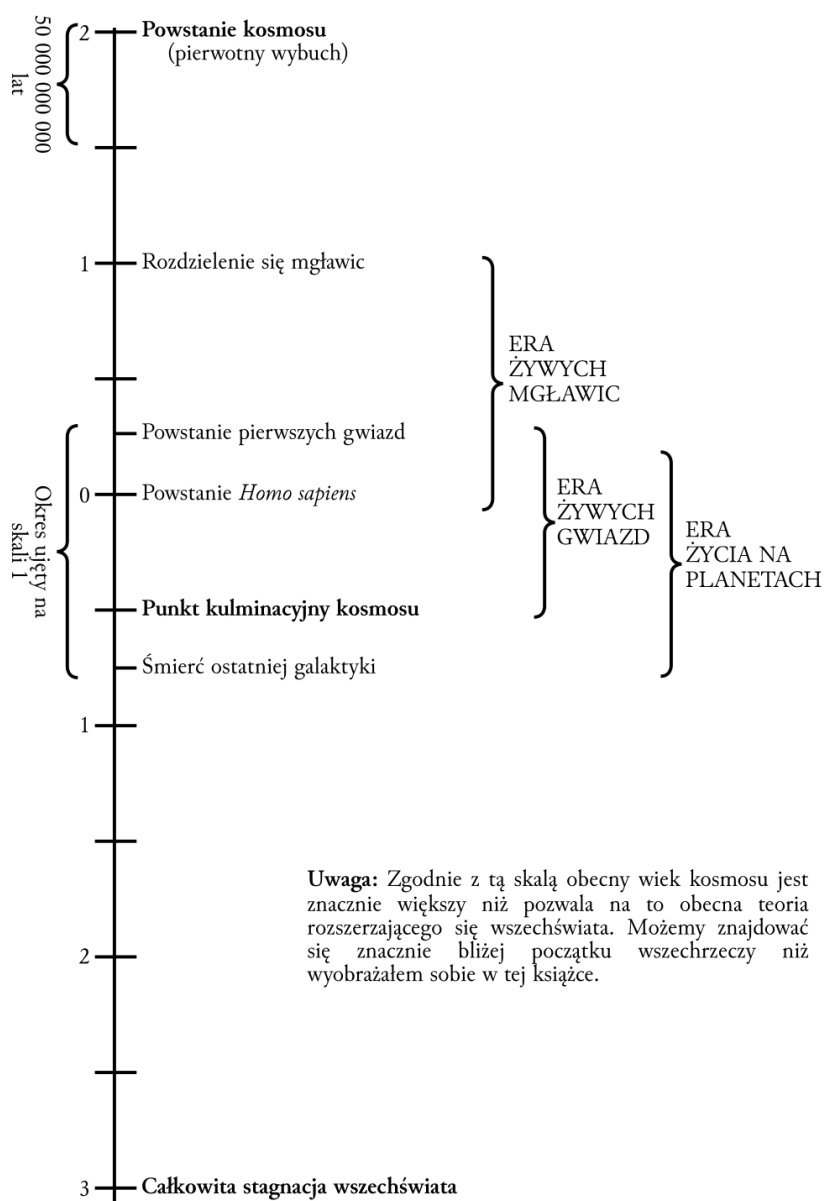 50 000 000 000
lat
2
Powstanie kosmosu
(pierwotny wybuch)
1
Rozdzielenie się mgławic
ERA
ŻYWYCH
MGŁAWIC
Powstanie pierwszych gwiazd
Okres ujęty na
skali 1
0
Powstanie Homo sapiens
ERA
ŻYWYCH
GWIAZD
ERA
ŻYCIA NA
PLANETACH
Punkt kulminacyjny kosmosu
Śmierć ostatniej galaktyki
1
Uwaga: Zgodnie z tą skalą obecny wiek kosmosu jest
znacznie większy niż pozwala na to obecna teoria
rozszerzającego się wszechświata. Możemy znajdować
się znacznie bliżej początku wszechrzeczy niż
wyobrażałem sobie w tej książce.
2
3
Całkowita stagnacja wszechświata